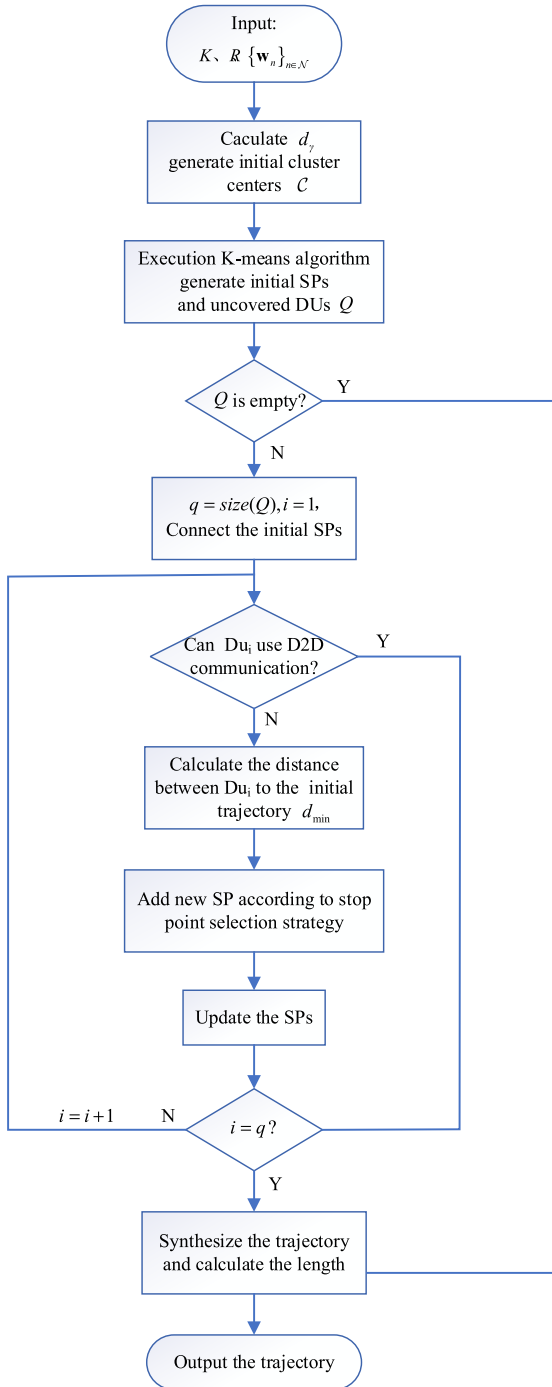 Input:
K、R {w_n}_{n∈𝒩}
Caculate d_γ
generate initial cluster
centers 𝒞
Execution K-means algorithm
generate initial SPs
and uncovered DUs Q
Q is empty?
Y
N
q = size(Q), i = 1,
Connect the initial SPs
Can Du_i use D2D
communication?
Y
N
Calculate the distance
between Du_i to the initial
trajectory d_min
Add new SP according to stop
point selection strategy
Update the SPs
i = i+1
N
i = q?
Y
Synthesize the trajectory
and calculate the length
Output the trajectory